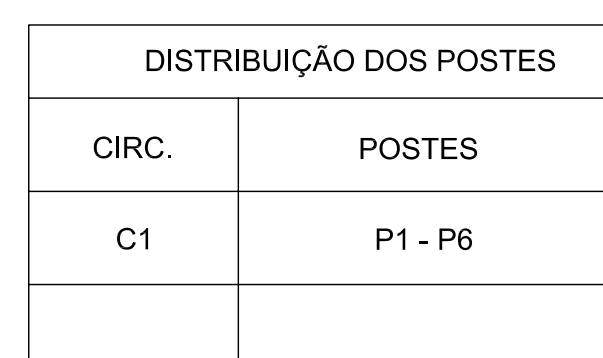 DISTRIBUIÇÃO DOS POSTES
CIRC. POSTES
C1 P1 - P6